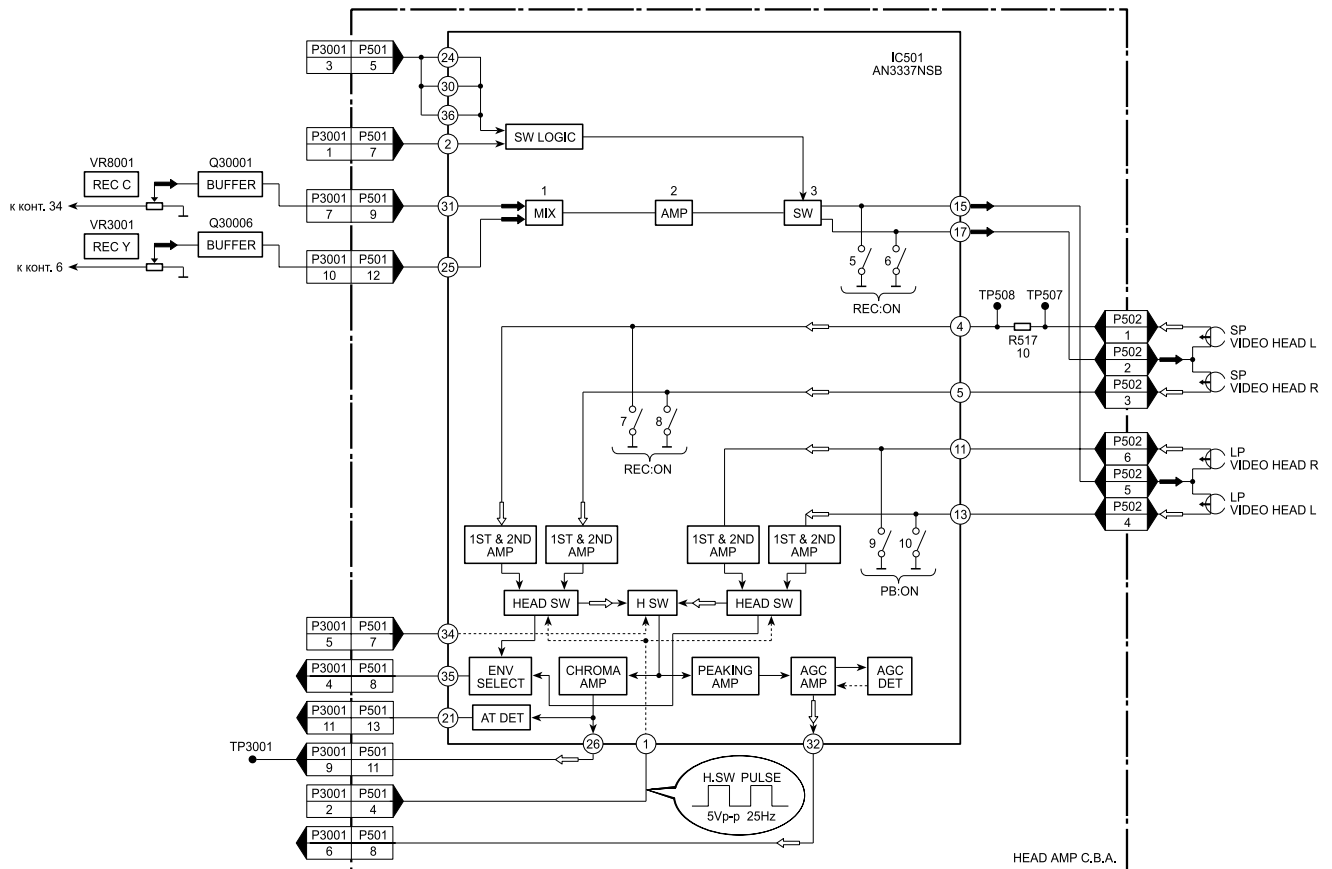 P3001 P501
3 5
24
IC501
AN3337NSB
30
36
P3001 P501
1 7
2
SW LOGIC
VR8001
REC C
Q30001
BUFFER
к конт. 34
P3001 P501
7 9
31
1
MIX
2
AMP
3
SW
15
17
VR3001
REC Y
Q30006
BUFFER
к конт. 6
P3001 P501
10 12
25
5
6
REC:ON
TP508
TP507
4
R517
10
P502
1
SP
VIDEO HEAD L
P502
2
5
P502
3
SP
VIDEO HEAD R
7
8
REC:ON
11
P502
6
LP
VIDEO HEAD R
P502
5
13
P502
4
LP
VIDEO HEAD L
9
10
PB:ON
1ST & 2ND
AMP
1ST & 2ND
AMP
1ST & 2ND
AMP
1ST & 2ND
AMP
HEAD SW
H SW
HEAD SW
P3001 P501
5 7
34
P3001 P501
4 8
35
ENV
SELECT
CHROMA
AMP
PEAKING
AMP
AGC
AMP
AGC
DET
P3001 P501
11 13
21
AT DET
26
1
32
TP3001
P3001 P501
9 11
H.SW PULSE
5Vp-p 25Hz
P3001 P501
2 4
P3001 P501
6 8
HEAD AMP C.B.A.